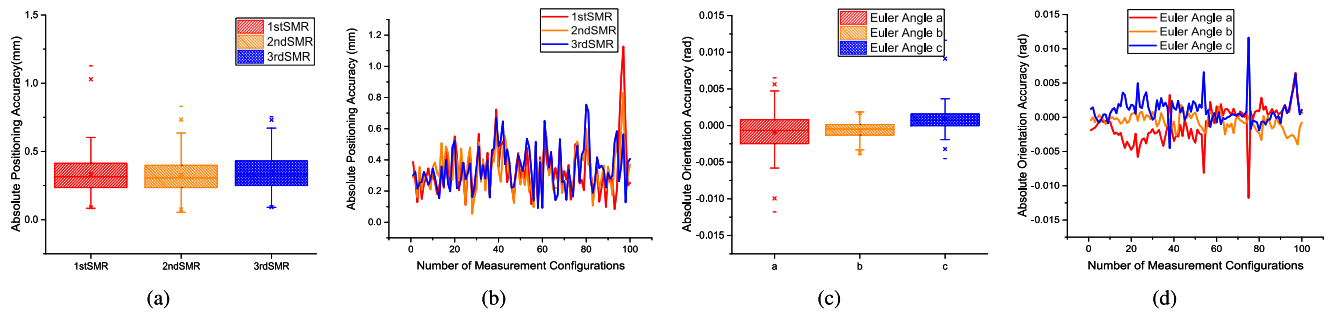 Absolute Positioning Accuracy(mm)
1.5
1.0
0.5
0.0
1stSMR
2ndSMR
3rdSMR
1stSMR
2ndSMR
3rdSMR
(a)
Absolute Positioning Accuracy (mm)
1.2
1.0
0.8
0.6
0.4
0.2
0.0
1stSMR
2ndSMR
3rdSMR
0
20
40
60
80
100
Number of Measurement Configurations
(b)
Absolute Orientation Accuracy (rad)
0.015
0.010
0.005
0.000
-0.005
-0.010
-0.015
Euler Angle a
Euler Angle b
Euler Angle c
a
b
c
(c)
Absolute Orientation Accuracy (rad)
0.015
0.010
0.005
0.000
-0.005
-0.010
-0.015
Euler Angle a
Euler Angle b
Euler Angle c
0
20
40
60
80
100
Number of Measurement Configurations
(d)